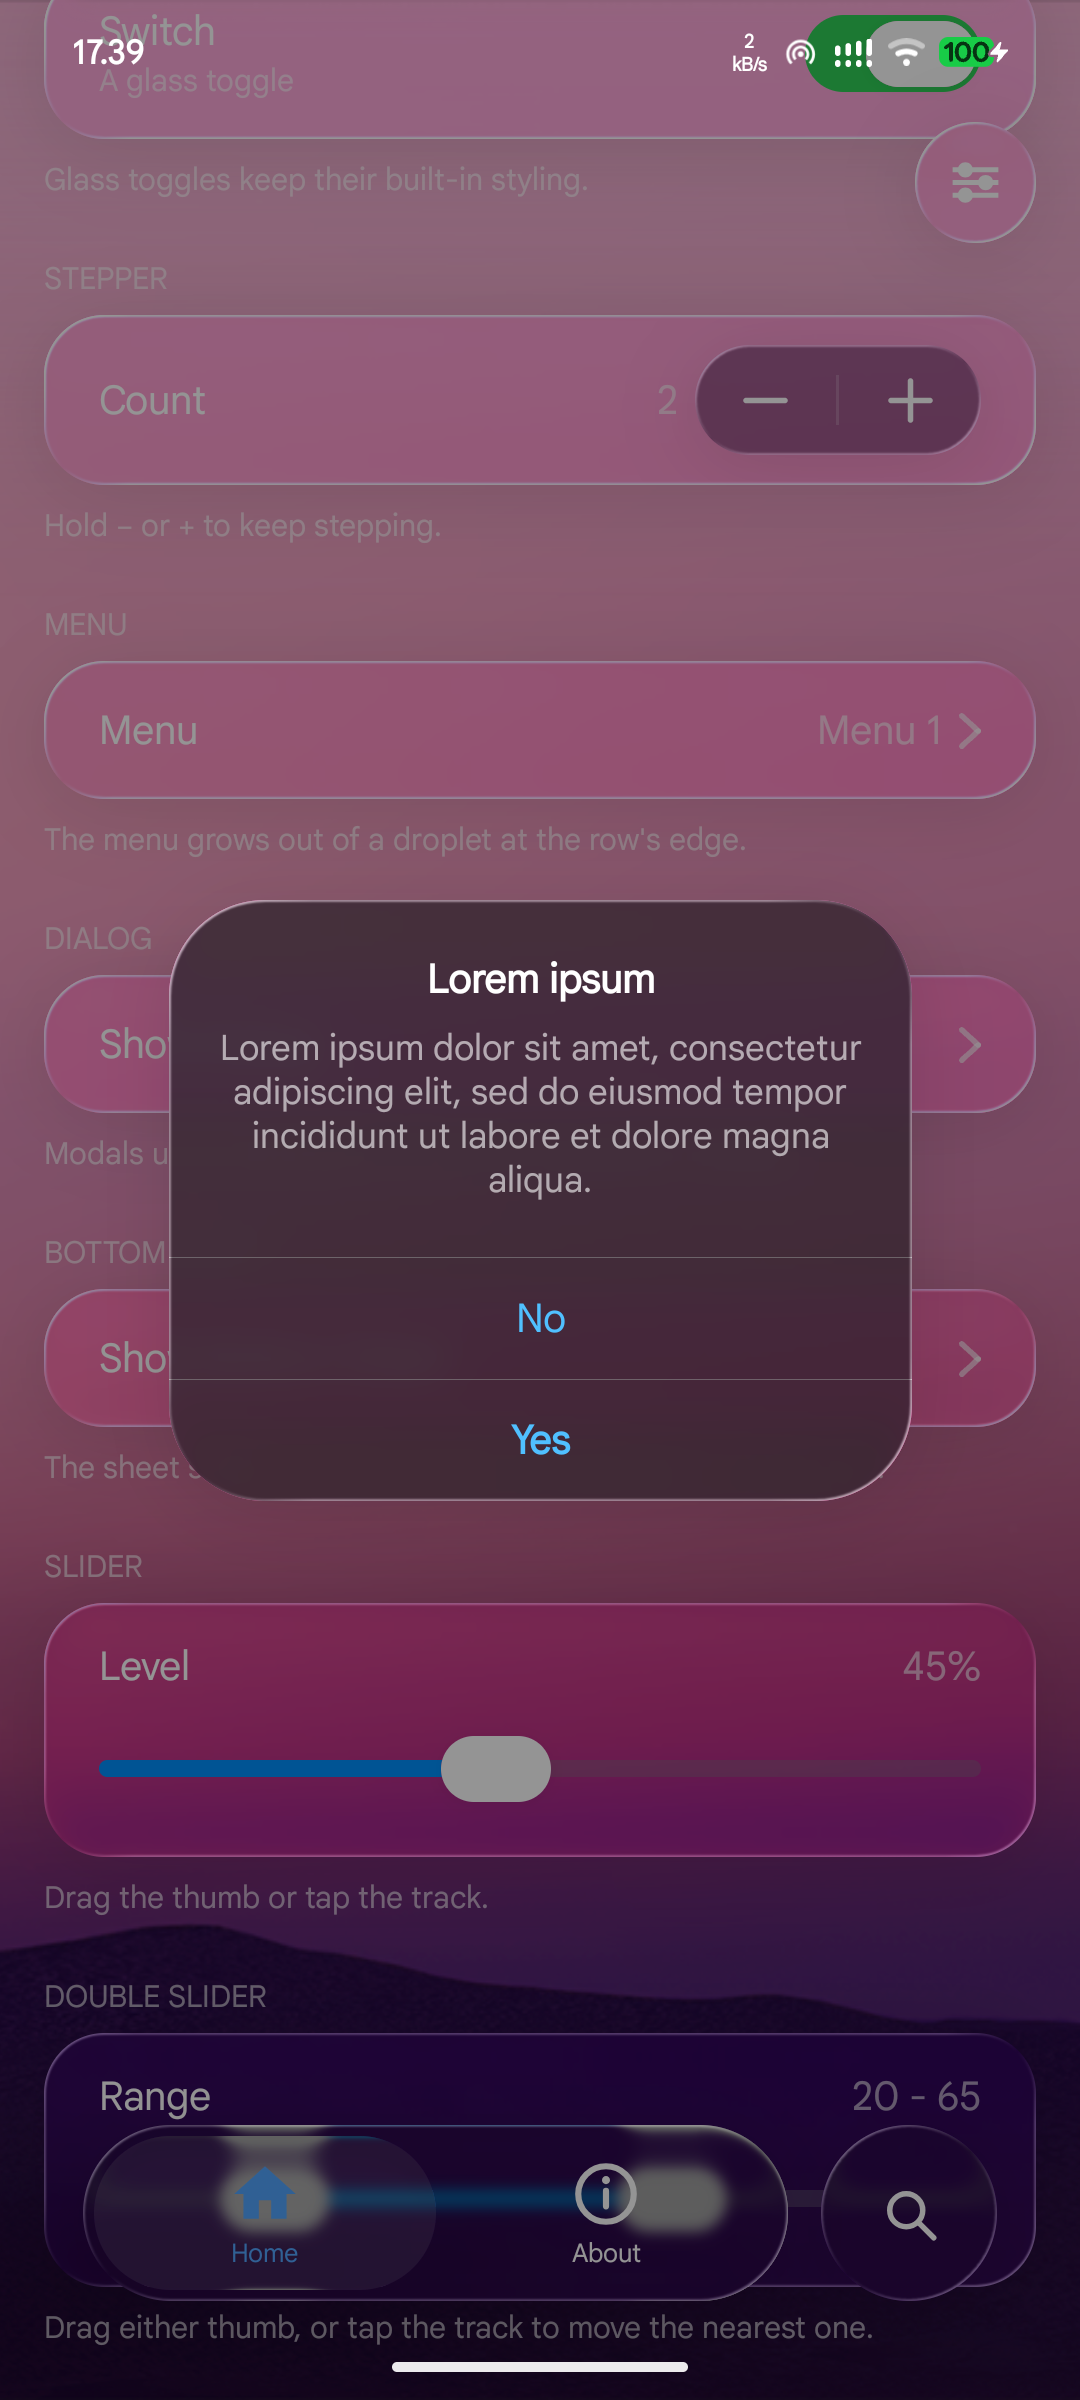 Switch
17.39
2
kB/s
100
A glass toggle
Glass toggles keep their built-in styling.
STEPPER
Count
2
Hold – or + to keep stepping.
MENU
Menu
Menu 1
The menu grows out of a droplet at the row's edge.
DIALOG
Lorem ipsum
Lorem ipsum dolor sit amet, consectetur
adipiscing elit, sed do eiusmod tempor
incididunt ut labore et dolore magna
aliqua.
No
Yes
Modals
BOTTOM
The sheet
SLIDER
Level
45%
Drag the thumb or tap the track.
DOUBLE SLIDER
Range
20 - 65
Home
About
Drag either thumb, or tap the track to move the nearest one.